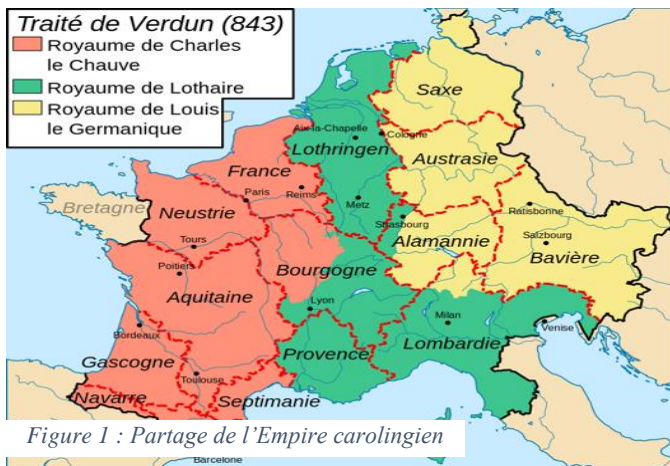 Traité de Verdun (843)
Royaume de Charles
le Chauve
Royaume de Lothaire
Royaume de Louis
le Germanique
Saxe
Aix-la-Chapelle
Cologne
Lothringen
Austrasie
France
Paris
Reims
Metz
Bretagne
Neustrie
Strasbourg
Ratisbonne
Alamannie
Salzbourg
Bavière
Tours
Bourgogne
Poitiers
Aquitaine
Lyon
Milan
Venise
Bordeaux
Provence
Lombardie
Gascogne
Toulouse
Navarre
Septimanie
Figure 1 : Partage de l'Empire carolingien
Barcelone